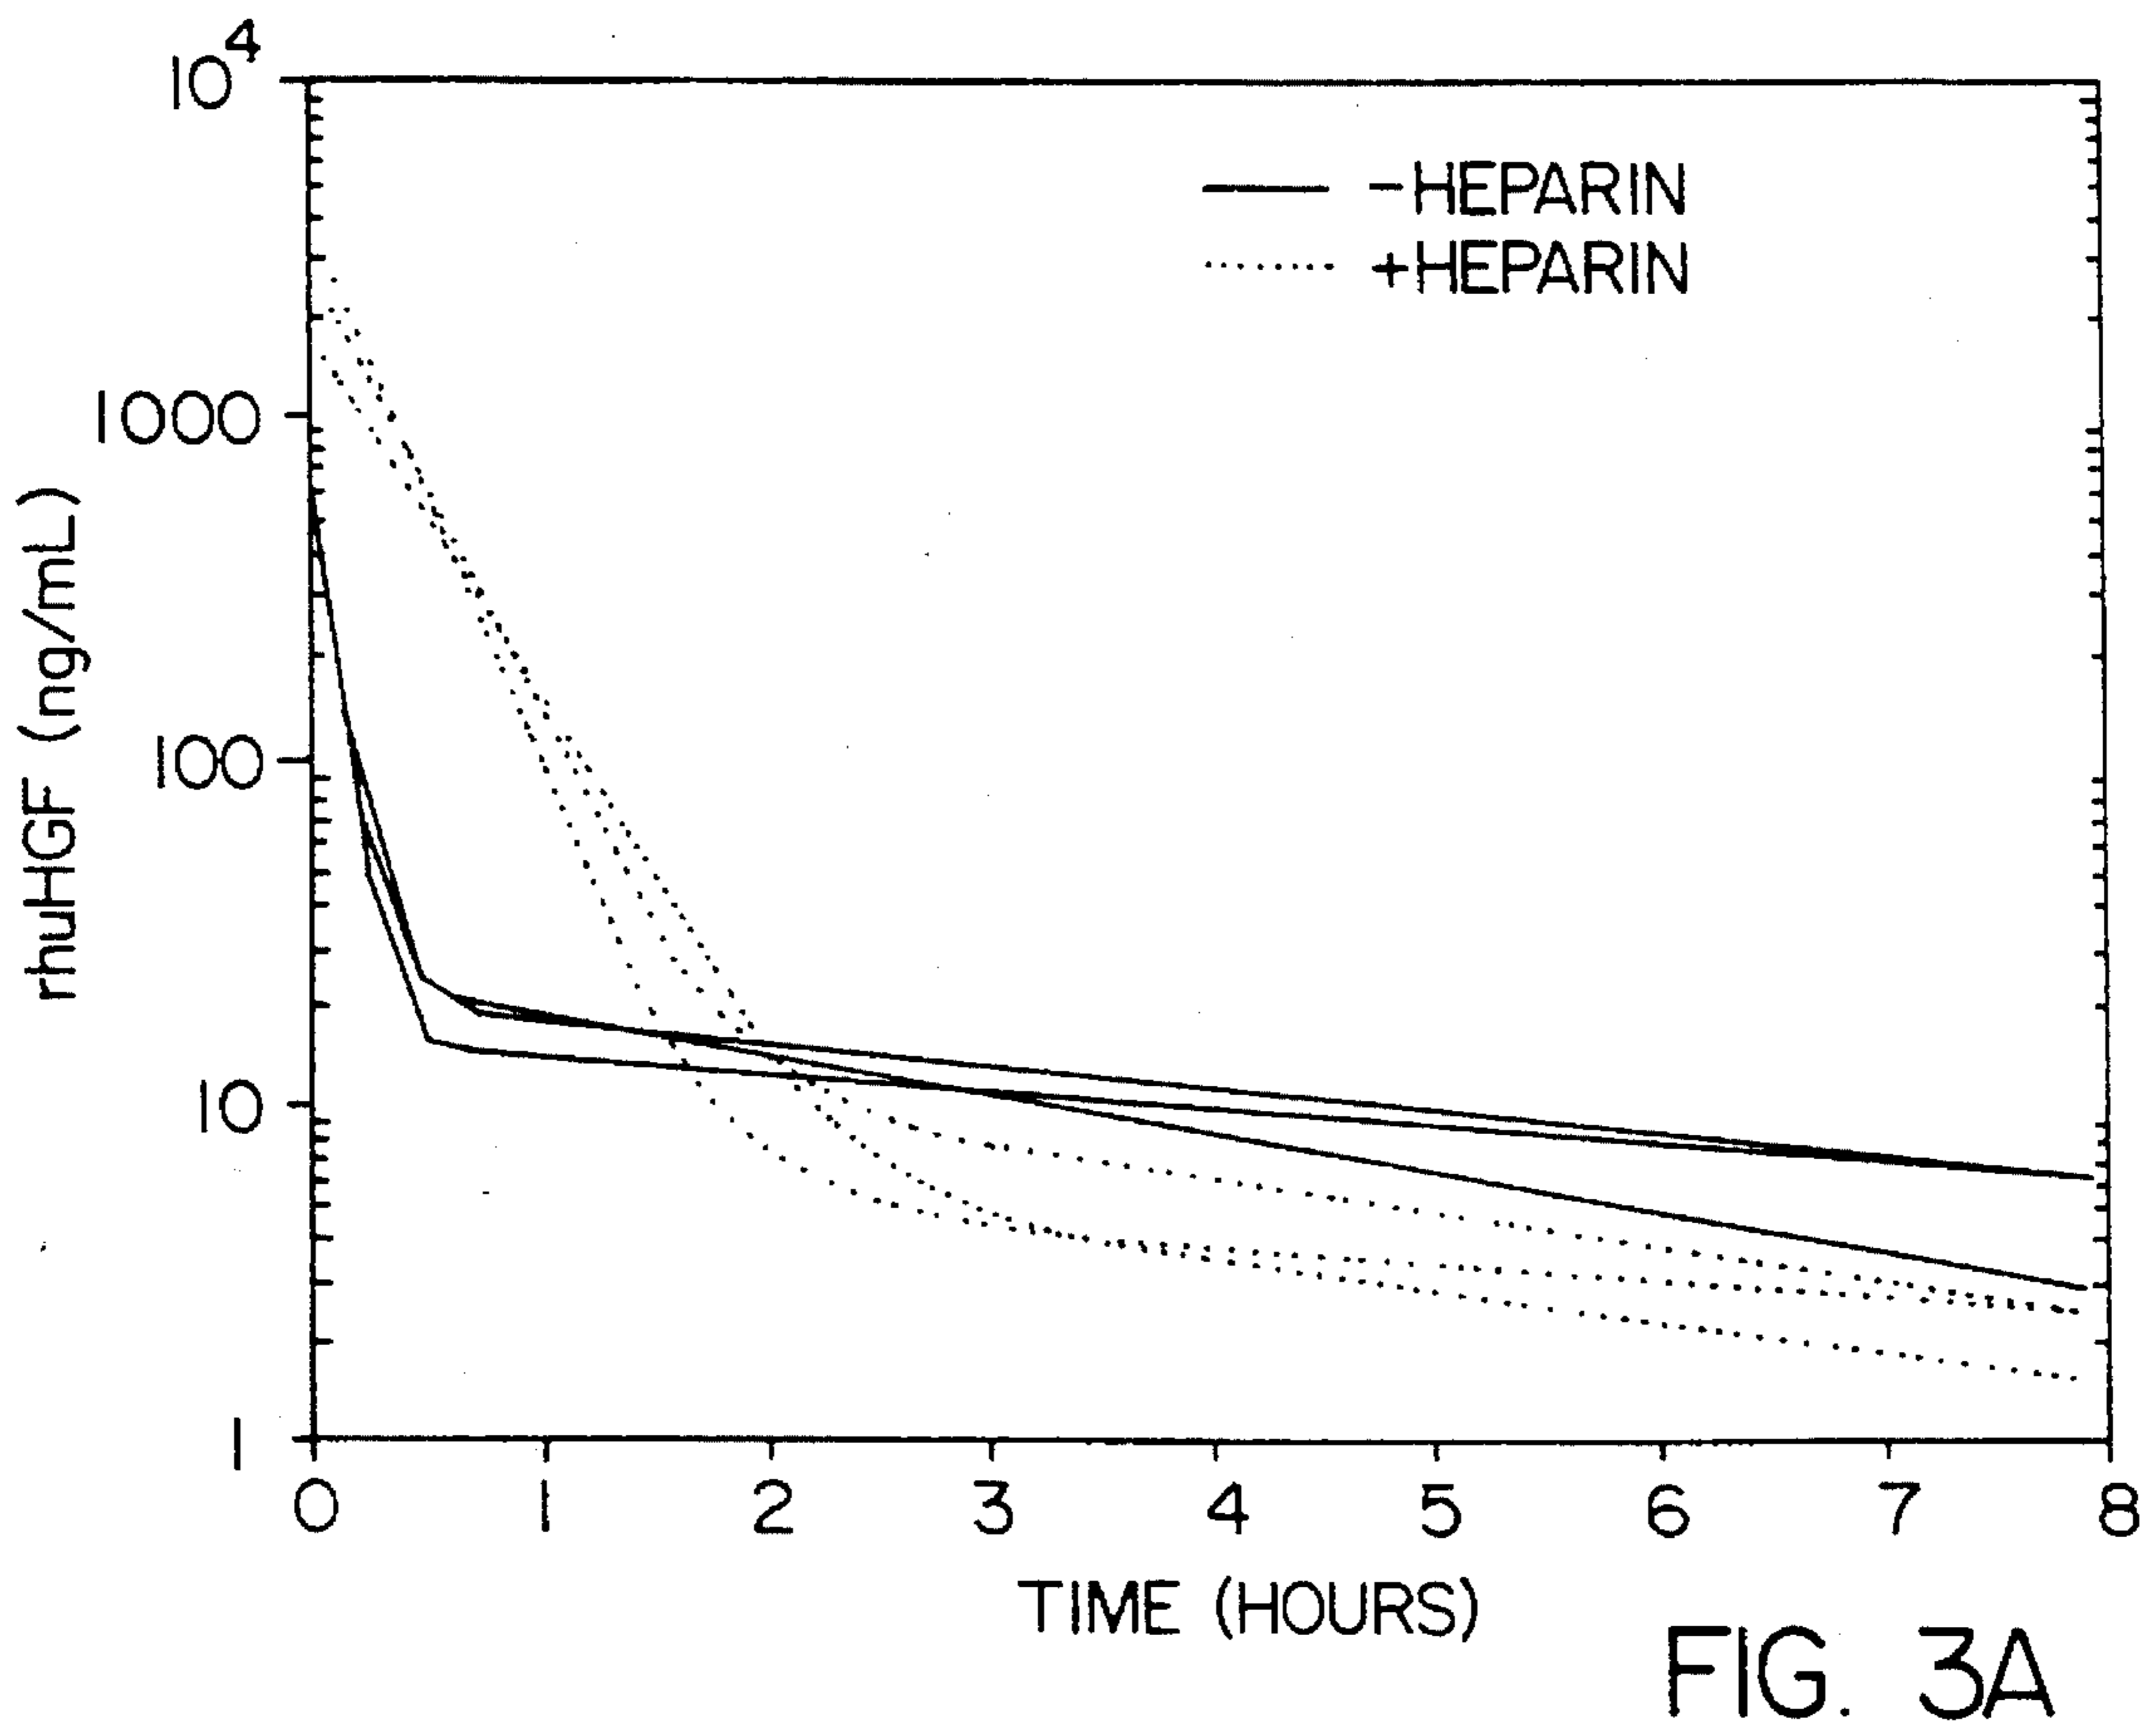 10⁴
1000
100
10
1
rhuHGF (ng/mL)
-HEPARIN
+HEPARIN
0 1 2 3 4 5 6 7 8
TIME (HOURS)
FIG. 3A